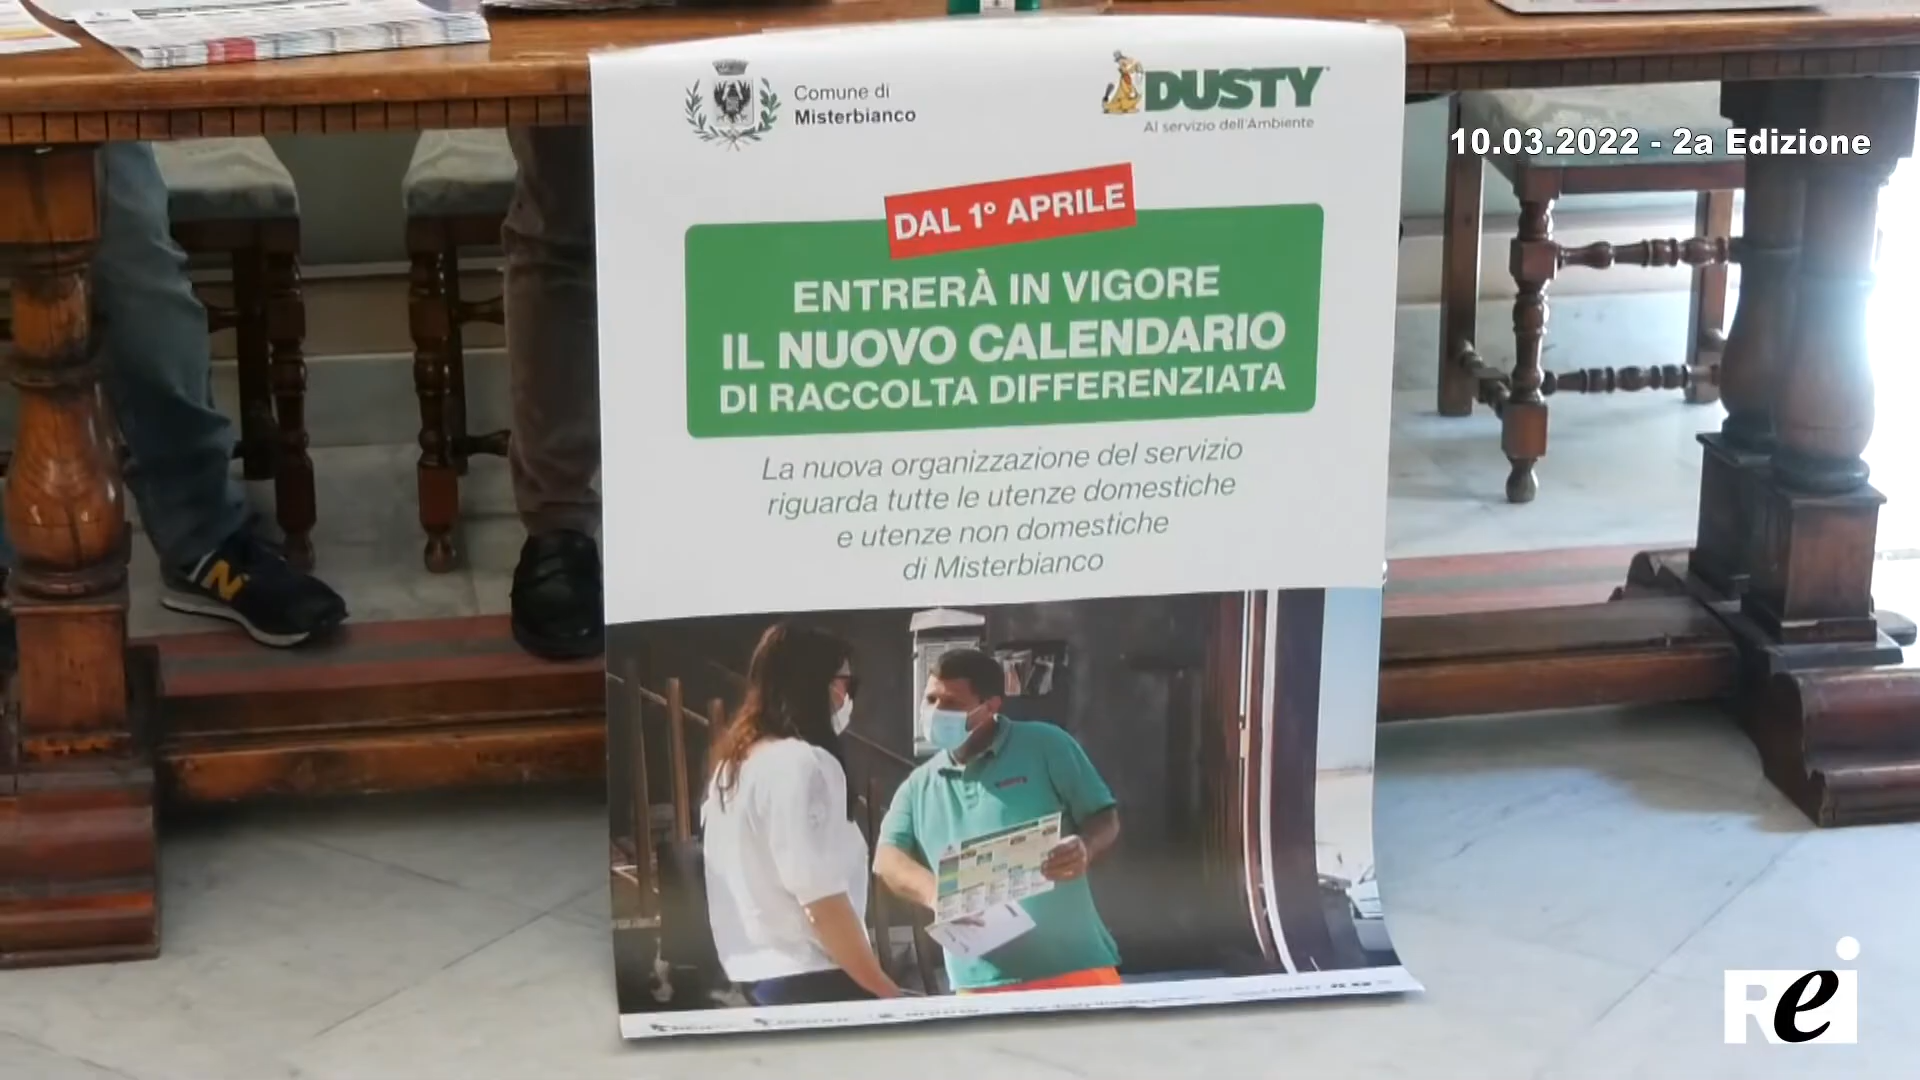 Comune di
Misterbianco
DUSTY
Al servizio dell'Ambiente
10.03.2022 - 2a Edizione
DAL 1° APRILE
ENTRERÀ IN VIGORE
IL NUOVO CALENDARIO
DI RACCOLTA DIFFERENZIATA
La nuova organizzazione del servizio
riguarda tutte le utenze domestiche
e utenze non domestiche
di Misterbianco
N
Rei